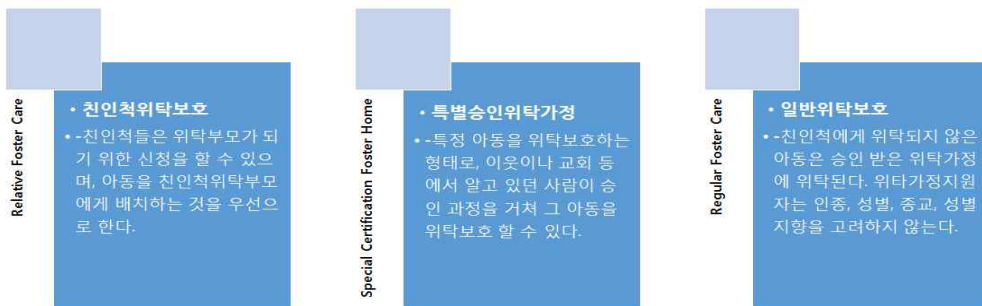 Relative Foster Care
• 친인척위탁보호
• -친인척들은 위탁부모가 되
기 위한 신청을 할 수 있으
며, 아동을 친인척위탁부모
에게 배치하는 것을 우선으
로 한다.
Special Certification Foster Home
• 특별승인위탁가정
• -특정 아동을 위탁보호하는
형태로, 이웃이나 교회 등
에서 알고 있던 사람이 승
인 과정을 거쳐 그 아동을
위탁보호 할 수 있다.
Regular Foster Care
• 일반위탁보호
• -친인척에게 위탁되지 않은
아동은 승인 받은 위탁가정
에 위탁된다. 위타가정지원
자는 인종, 성별, 종교, 성별
지향을 고려하지 않는다.